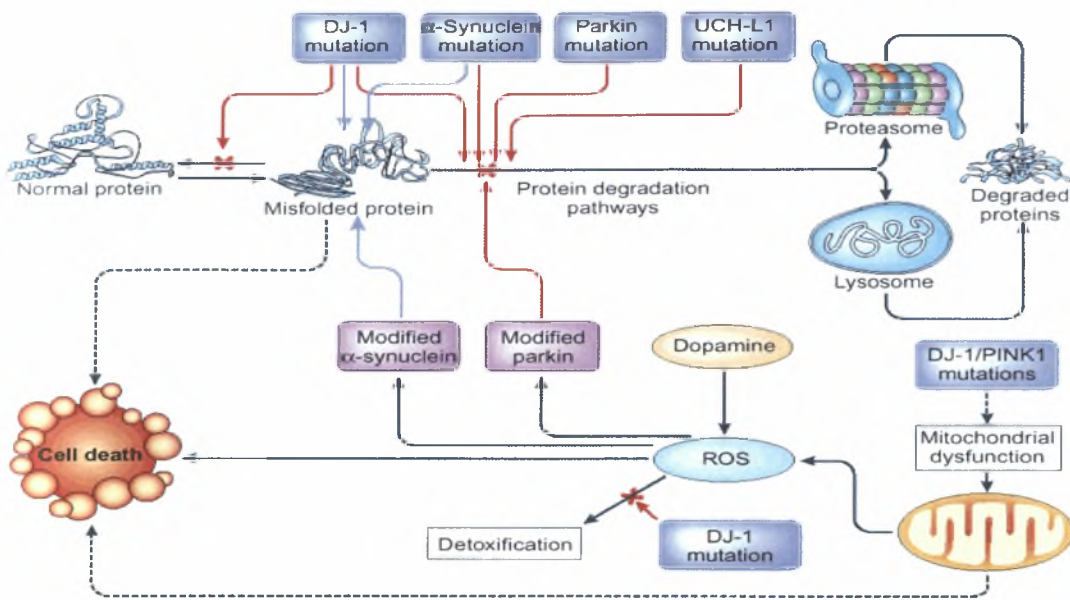 DJ-1
mutation
α-Synuclein
mutation
Parkin
mutation
UCH-L1
mutation
Proteasome
Normal protein
Misfolded protein
Protein degradation
pathways
Degraded
proteins
Lysosome
Modified
α-synuclein
Modified
parkin
Dopamine
DJ-1/PINK1
mutations
Cell death
ROS
Mitochondrial
dysfunction
Detoxification
DJ-1
mutation